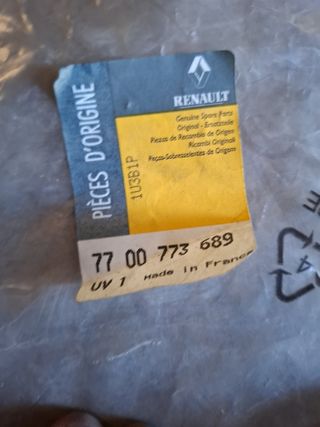 PIÈCES D'ORIGINE
RENAULT
Genuine Spare Parts
Original - Ersatzteile
Piezas de Recambio de Origen
Ricambi Originali
Peças-Sobresselentes de Origem
1U3B1P
77 00 773 689
UV 1 Made in France